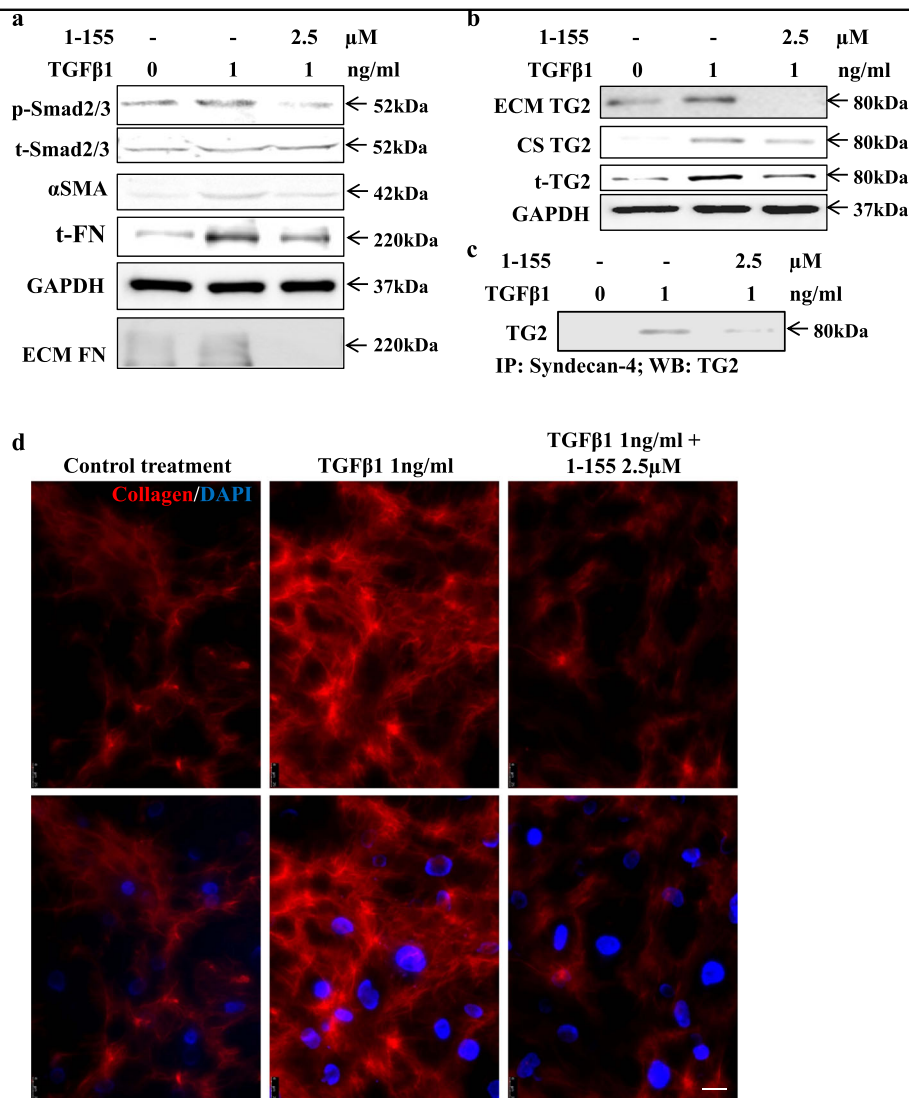 a
1-155 - - 2.5 µM
TGFβ1 0 1 1 ng/ml
p-Smad2/3 52kDa
t-Smad2/3 52kDa
αSMA 42kDa
t-FN 220kDa
GAPDH 37kDa
ECM FN 220kDa
b
1-155 - - 2.5 µM
TGFβ1 0 1 1 ng/ml
ECM TG2 80kDa
CS TG2 80kDa
t-TG2 80kDa
GAPDH 37kDa
c
1-155 - - 2.5 µM
TGFβ1 0 1 1 ng/ml
TG2 80kDa
IP: Syndecan-4; WB: TG2
d
Control treatment
TGFβ1 1ng/ml
TGFβ1 1ng/ml +
1-155 2.5µM
Collagen/DAPI